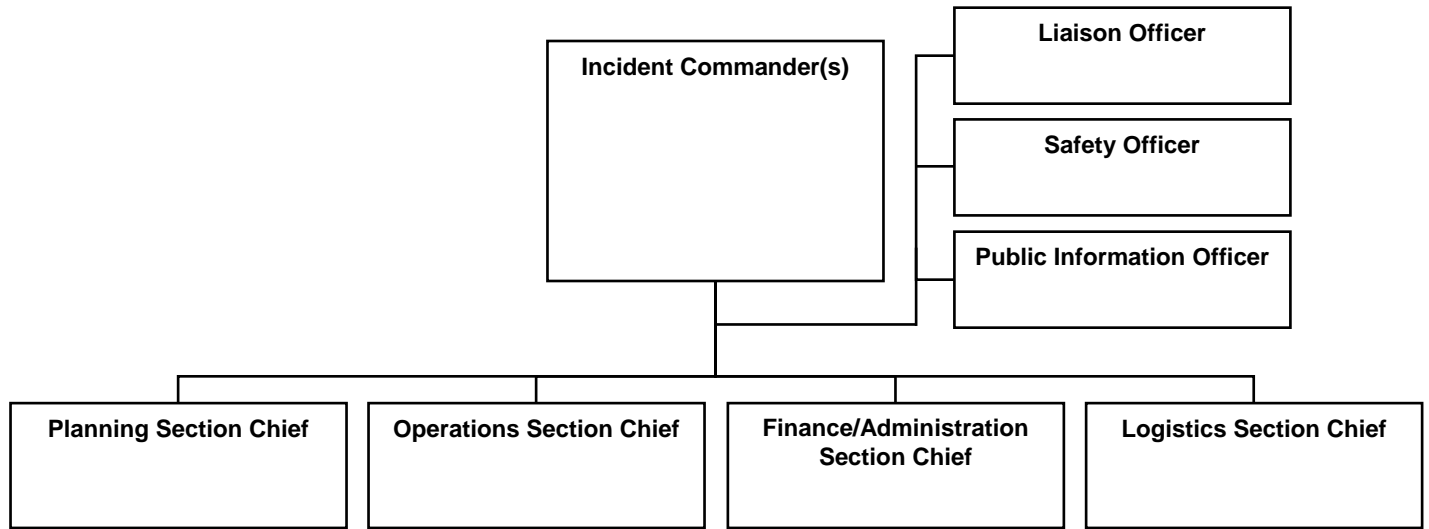 Liaison Officer
Incident Commander(s)
Safety Officer
Public Information Officer
Planning Section Chief
Operations Section Chief
Finance/Administration
Section Chief
Logistics Section Chief